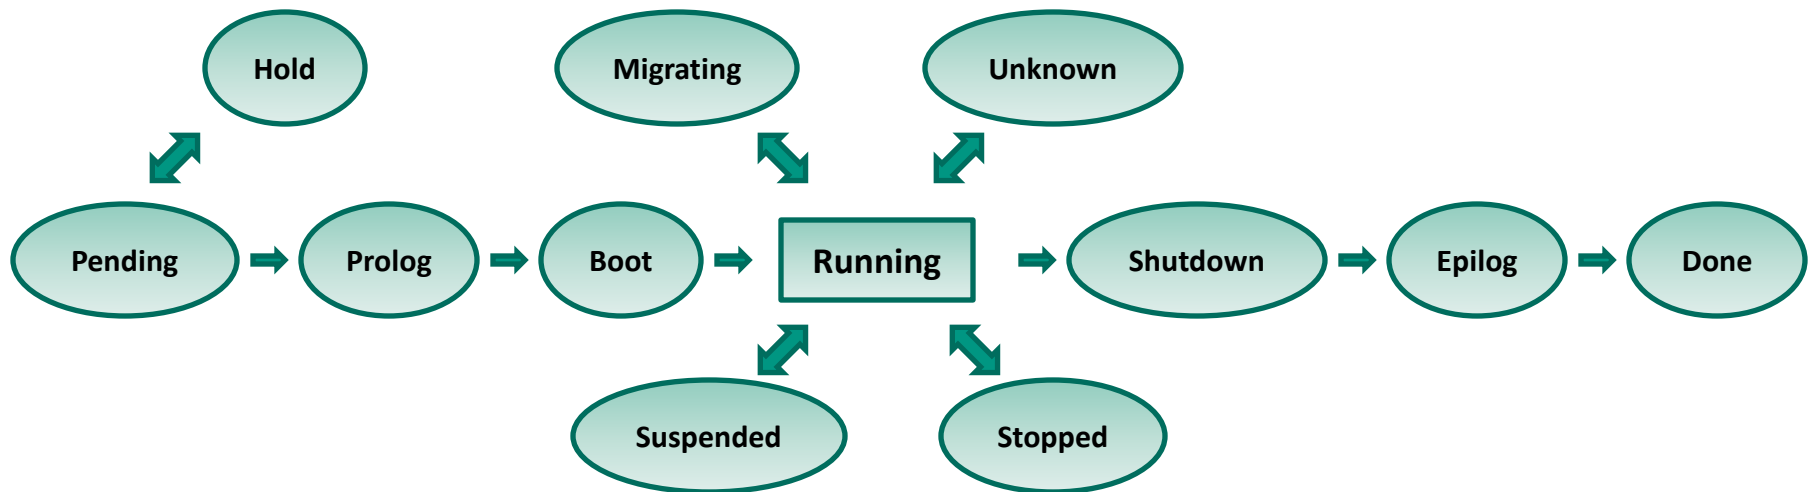 Hold
Migrating
Unknown
Pending
Prolog
Boot
Running
Shutdown
Epilog
Done
Suspended
Stopped